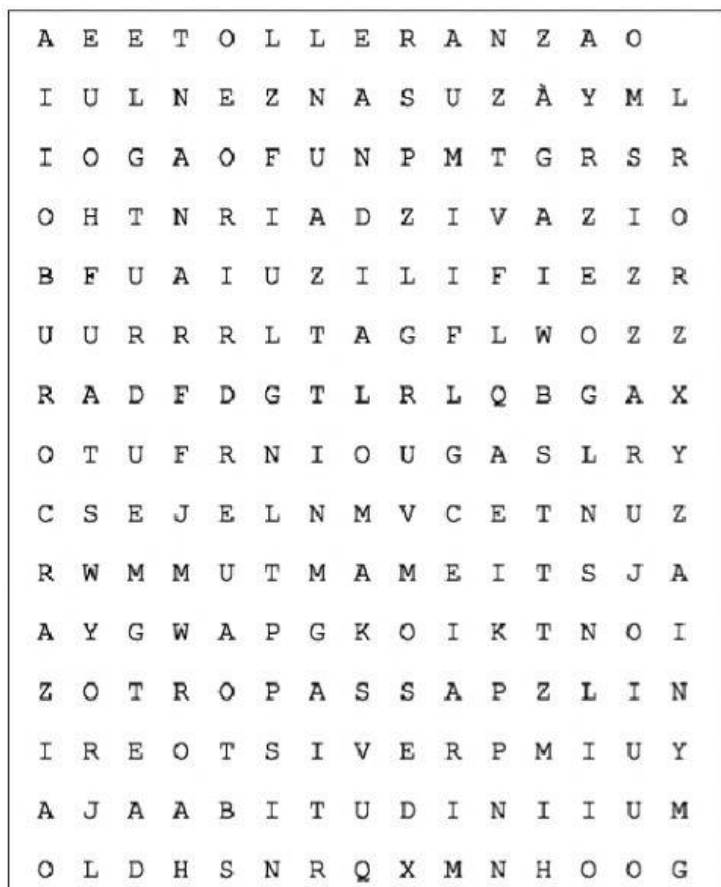 A E E T O L L E R A N Z A O
I U L N E Z N A S U Z À Y M L
I O G A O F U N P M T G R S R
O H T N R I A D Z I V A Z I O
B F U A I U Z I L I F I E Z R
U U R R R L T A G F L W O Z Z
R A D F D G T L R L Q B G A X
O T U F R N I O U G A S L R Y
C S E J E L N M V C E T N U Z
R W M M U T M A M E I T S J A
A Y G W A P G K O I K T N O I
Z O T R O P A S S A P Z L I N
I R E O T S I V E R P M I U Y
A J A A B I T U D I N I I U M
O L D H S N R Q X M N H O O G